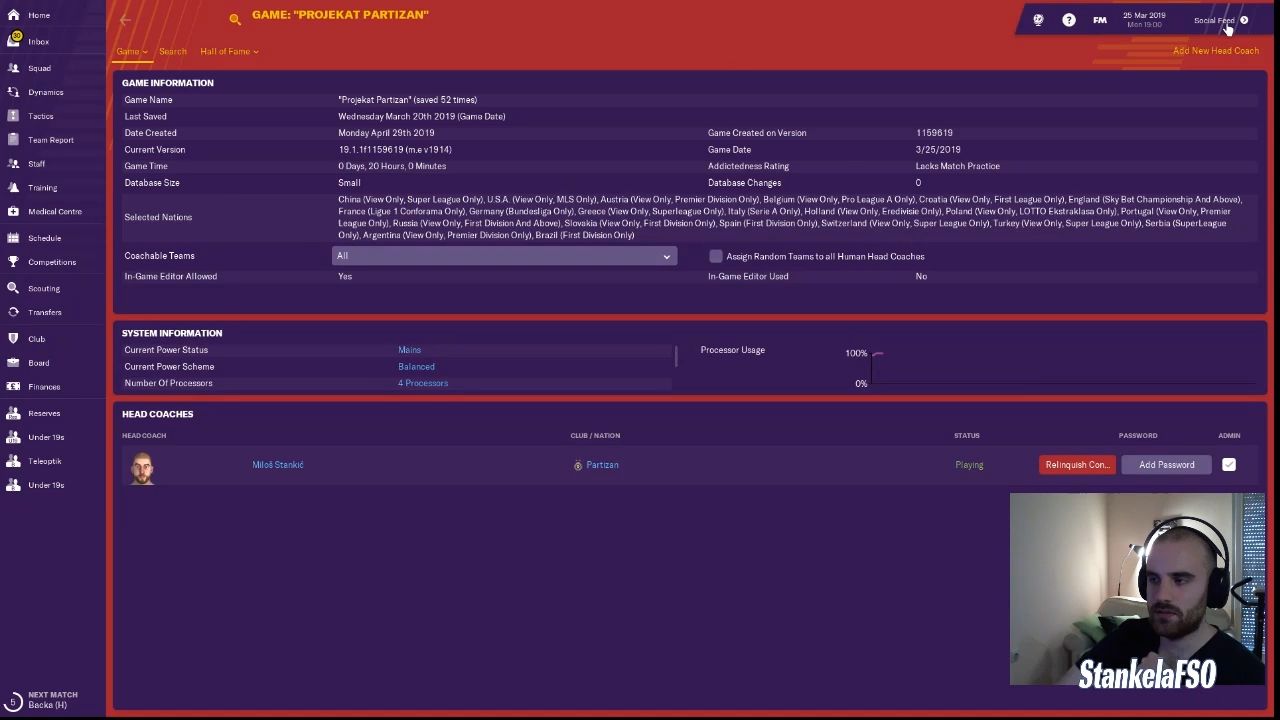 Home
GAME: "PROJEKAT PARTIZAN"
FM
25 Mar 2019
Mon 19:00
Social Feed
30
Inbox
Game
Search
Hall of Fame
Add New Head Coach
Squad
Dynamics
Tactics
Team Report
Staff
Training
Medical Centre
Schedule
Competitions
Scouting
Transfers
Club
Board
Finances
Reserves
Under 19s
Teleoptik
Under 19s
5
NEXT MATCH
Backa (H)
GAME INFORMATION
Game Name "Projekat Partizan" (saved 52 times)
Last Saved Wednesday March 20th 2019 (Game Date)
Date Created Monday April 29th 2019 Game Created on Version 1159619
Current Version 19.1.1f1159619 (m.e v1914) Game Date 3/25/2019
Game Time 0 Days, 20 Hours, 0 Minutes Addictedness Rating Lacks Match Practice
Database Size Small Database Changes 0
Selected Nations
China (View Only, Super League Only), U.S.A. (View Only, MLS Only), Austria (View Only, Premier Division Only), Belgium (View Only, Pro League A Only), Croatia (View Only, First League Only), England (Sky Bet Championship And Above),
France (Ligue 1 Conforama Only), Germany (Bundesliga Only), Greece (View Only, Superleague Only), Italy (Serie A Only), Holland (View Only, Eredivisie Only), Poland (View Only, LOTTO Ekstraklasa Only), Portugal (View Only, Premier
League Only), Russia (View Only, First Division And Above), Slovakia (View Only, First Division Only), Spain (First Division Only), Switzerland (View Only, Super League Only), Turkey (View Only, Super League Only), Serbia (SuperLeague
Only), Argentina (View Only, Premier Division Only), Brazil (First Division Only)
Coachable Teams All Assign Random Teams to all Human Head Coaches
In-Game Editor Allowed Yes In-Game Editor Used No
SYSTEM INFORMATION
Current Power Status Mains
Current Power Scheme Balanced
Number Of Processors 4 Processors
Processor Usage
100%
0%
HEAD COACHES
HEAD COACH CLUB / NATION STATUS PASSWORD ADMIN
Miloš Stankić Partizan Playing Relinquish Con... Add Password
StankelaFSO